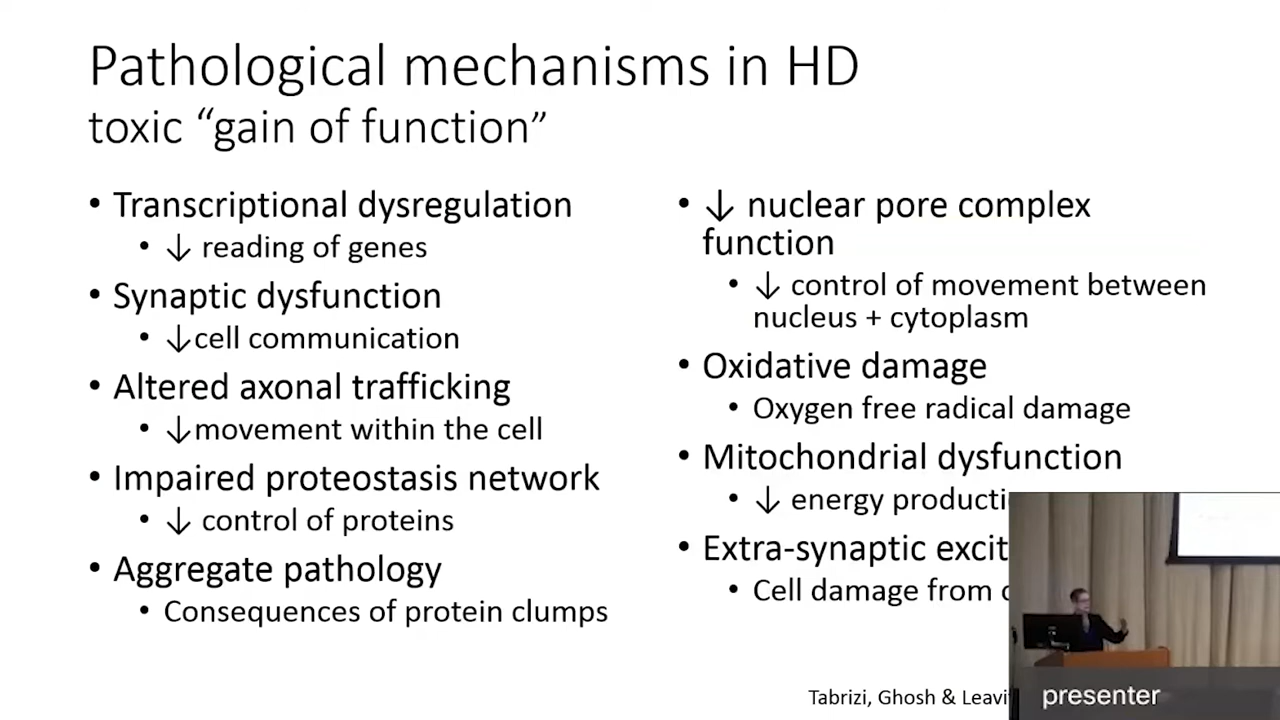 Pathological mechanisms in HD
toxic “gain of function”
• Transcriptional dysregulation
• ↓ reading of genes
• Synaptic dysfunction
• ↓cell communication
• Altered axonal trafficking
• ↓movement within the cell
• Impaired proteostasis network
• ↓ control of proteins
• Aggregate pathology
• Consequences of protein clumps
• ↓ nuclear pore complex
function
• ↓ control of movement between
nucleus + cytoplasm
• Oxidative damage
• Oxygen free radical damage
• Mitochondrial dysfunction
• ↓ energy
• Extra-synaptic
• Cell damage from
Tabrizi, Ghosh &
presenter